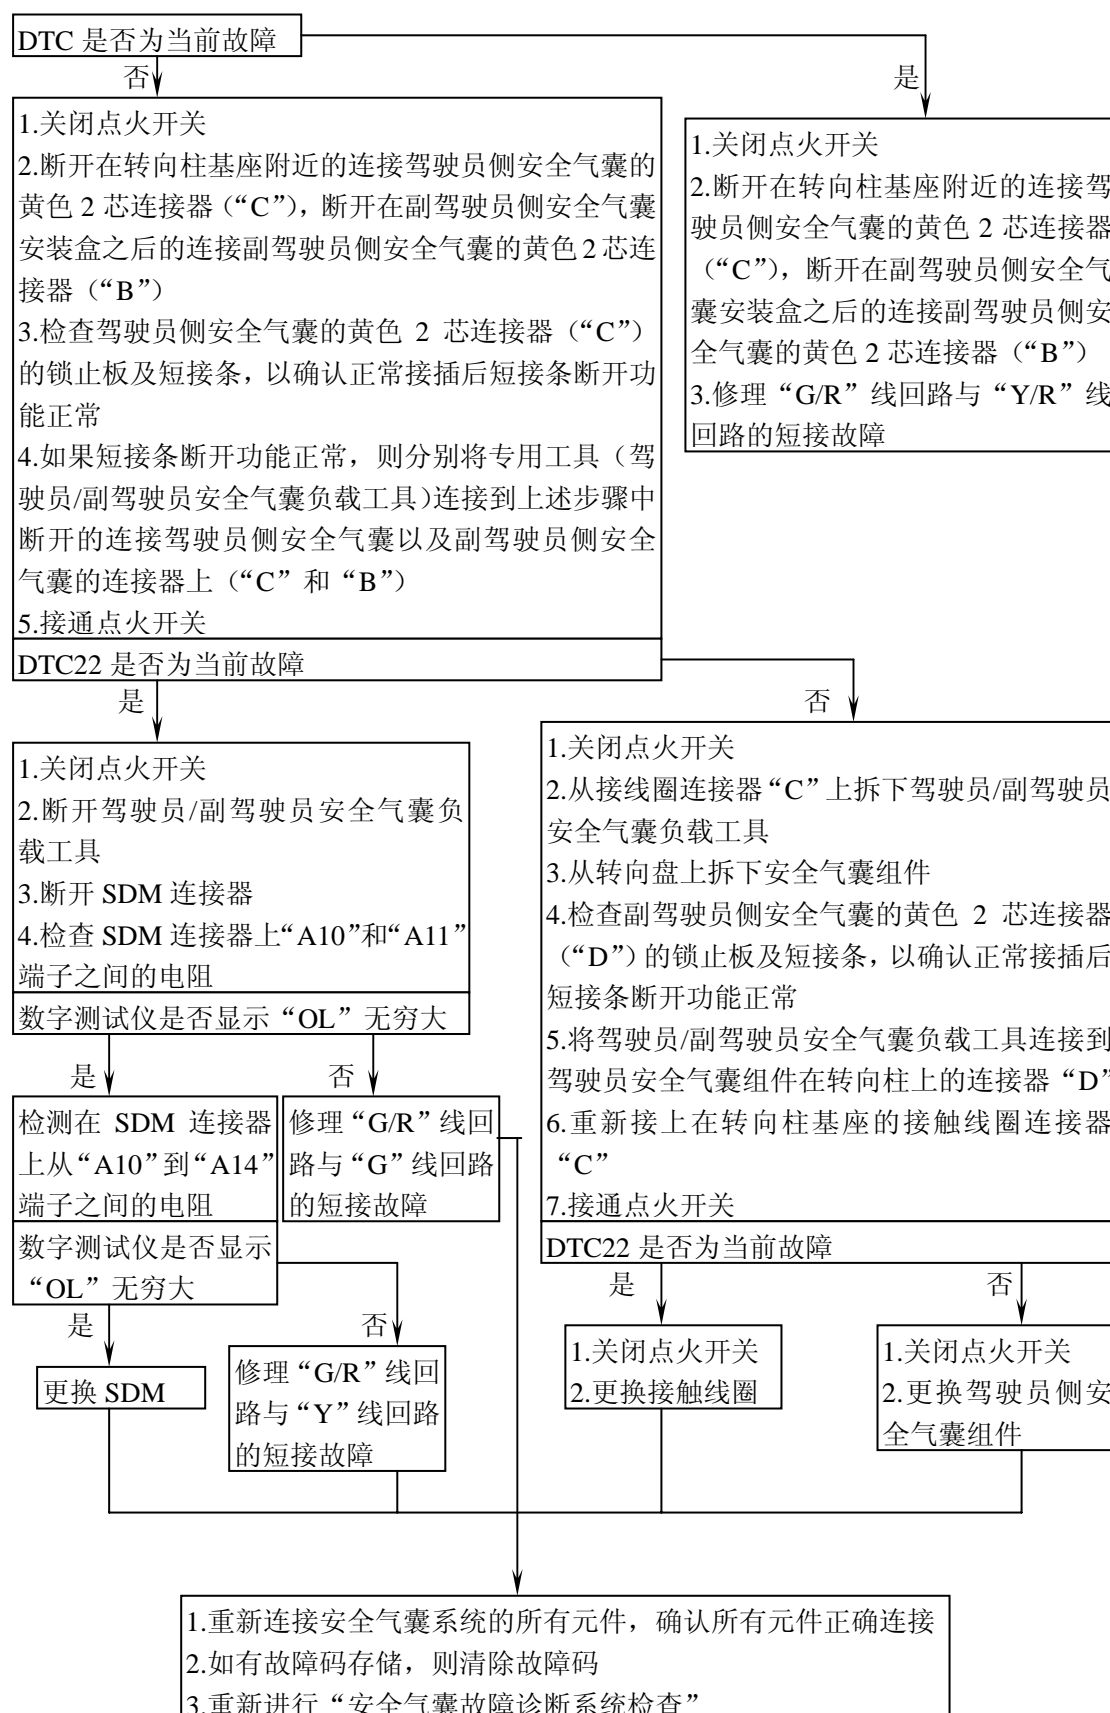 DTC 是否为当前故障
否
是
1.关闭点火开关
2.断开在转向柱基座附近的连接驾驶员侧安全气囊的
黄色 2 芯连接器（“C”），断开在副驾驶员侧安全气囊
安装盒之后的连接副驾驶员侧安全气囊的黄色 2 芯连
接器（“B”）
3.检查驾驶员侧安全气囊的黄色 2 芯连接器（“C”）
的锁止板及短接条，以确认正常接插后短接条断开功
能正常
4.如果短接条断开功能正常，则分别将专用工具（驾
驶员/副驾驶员安全气囊负载工具）连接到上述步骤中
断开的连接驾驶员侧安全气囊以及副驾驶员侧安全
气囊的连接器上（“C”和“B”）
5.接通点火开关
DTC22 是否为当前故障
1.关闭点火开关
2.断开在转向柱基座附近的连接驾
驶员侧安全气囊的黄色 2 芯连接器
（“C”），断开在副驾驶员侧安全气
囊安装盒之后的连接副驾驶员侧安
全气囊的黄色 2 芯连接器（“B”）
3.修理“G/R”线回路与“Y/R”线
回路的短接故障
是
否
1.关闭点火开关
2.断开驾驶员/副驾驶员安全气囊负
载工具
3.断开 SDM 连接器
4.检查 SDM 连接器上“A10”和“A11”
端子之间的电阻
数字测试仪是否显示“OL”无穷大
是
否
检测在 SDM 连接器
上从“A10”到“A14”
端子之间的电阻
数字测试仪是否显示
“OL”无穷大
修理“G/R”线回
路与“G”线回路
的短接故障
是
否
更换 SDM
修理“G/R”线回
路与“Y”线回路
的短接故障
1.关闭点火开关
2.从接线圈连接器“C”上拆下驾驶员/副驾驶员
安全气囊负载工具
3.从转向盘上拆下安全气囊组件
4.检查副驾驶员侧安全气囊的黄色 2 芯连接器
（“D”）的锁止板及短接条，以确认正常接插后
短接条断开功能正常
5.将驾驶员/副驾驶员安全气囊负载工具连接到
驾驶员安全气囊组件在转向柱上的连接器“D”
6.重新接上在转向柱基座的接触线圈连接器
“C”
7.接通点火开关
DTC22 是否为当前故障
是
否
1.关闭点火开关
2.更换接触线圈
1.关闭点火开关
2.更换驾驶员侧安
全气囊组件
1.重新连接安全气囊系统的所有元件，确认所有元件正确连接
2.如有故障码存储，则清除故障码
3.重新进行“安全气囊故障诊断系统检查”